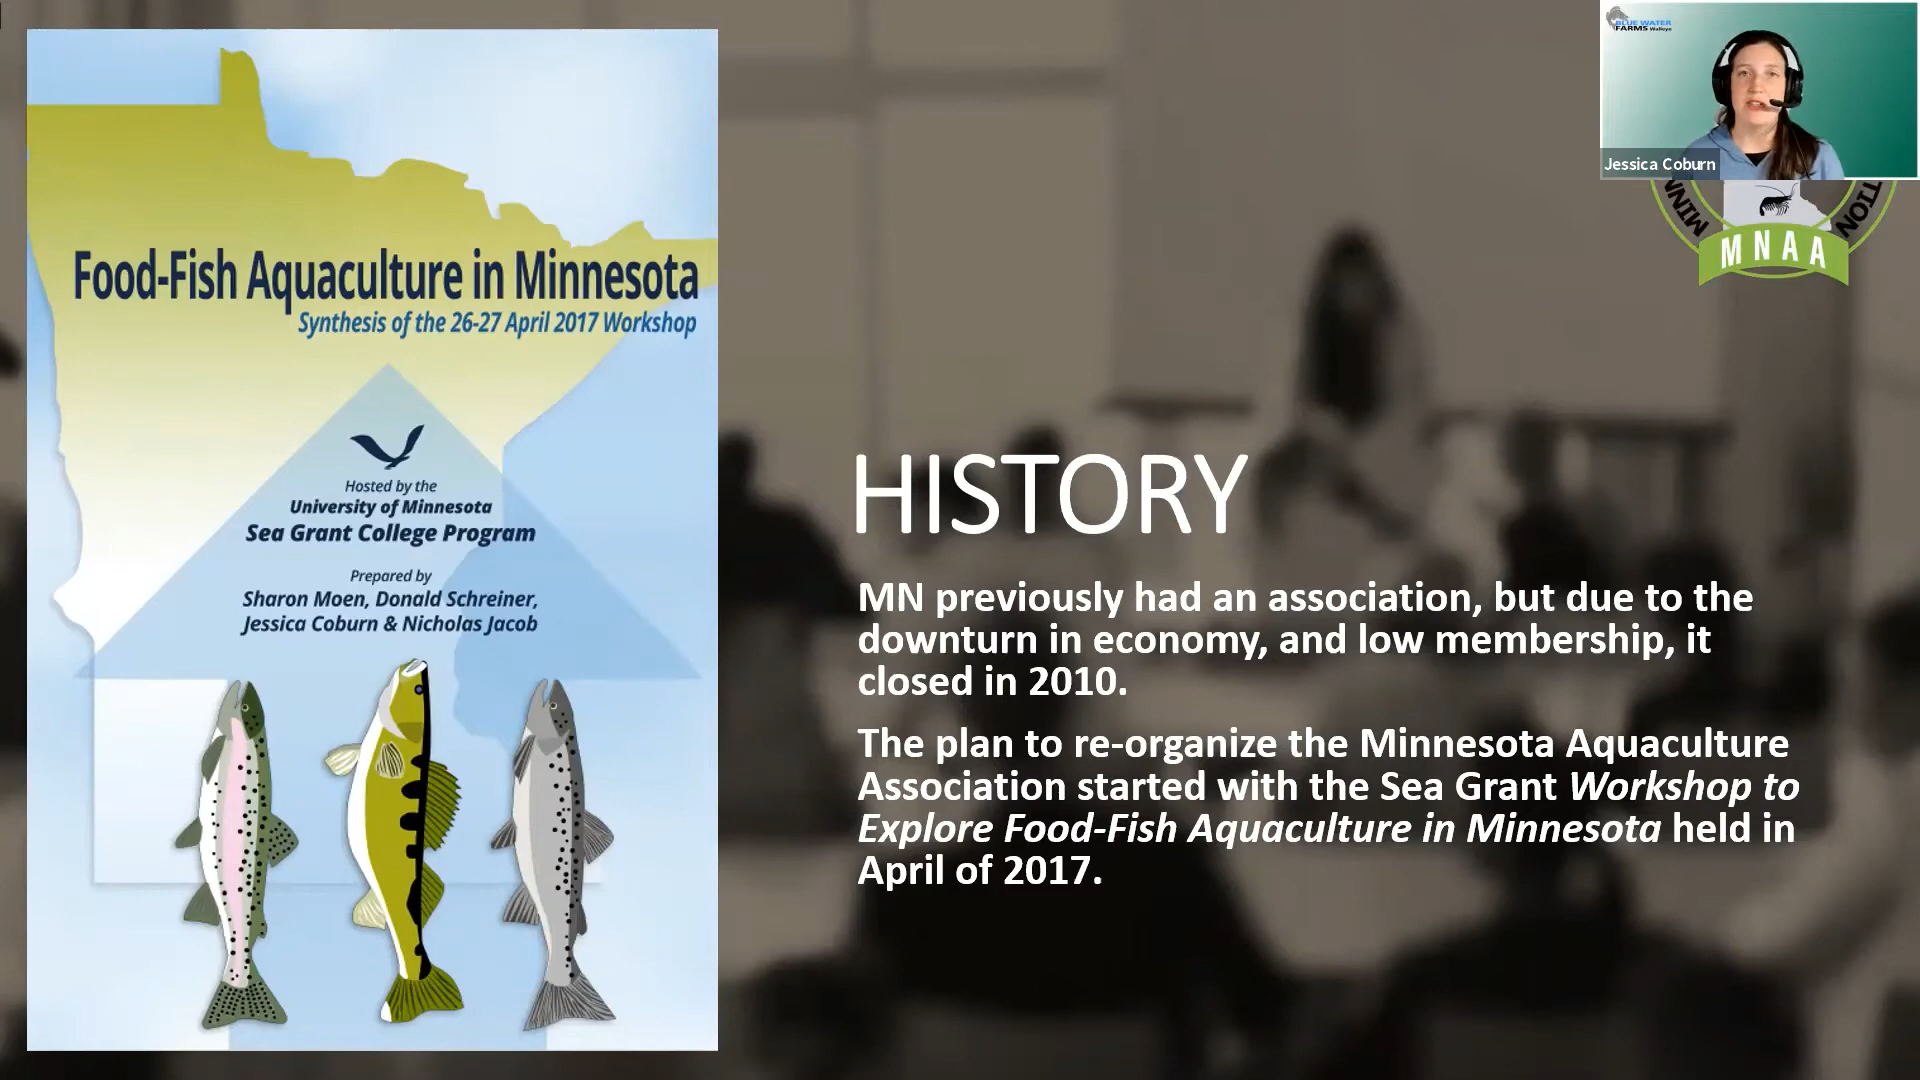 Food-Fish Aquaculture in Minnesota
Synthesis of the 26-27 April 2017 Workshop
Hosted by the
University of Minnesota
Sea Grant College Program
Prepared by
Sharon Moen, Donald Schreiner,
Jessica Coburn & Nicholas Jacob
BLUE WATER
FARMS Walleye
Jessica Coburn
MINN
TION
MNAA
HISTORY
MN previously had an association, but due to the
downturn in economy, and low membership, it
closed in 2010.
The plan to re-organize the Minnesota Aquaculture
Association started with the Sea Grant Workshop to
Explore Food-Fish Aquaculture in Minnesota held in
April of 2017.